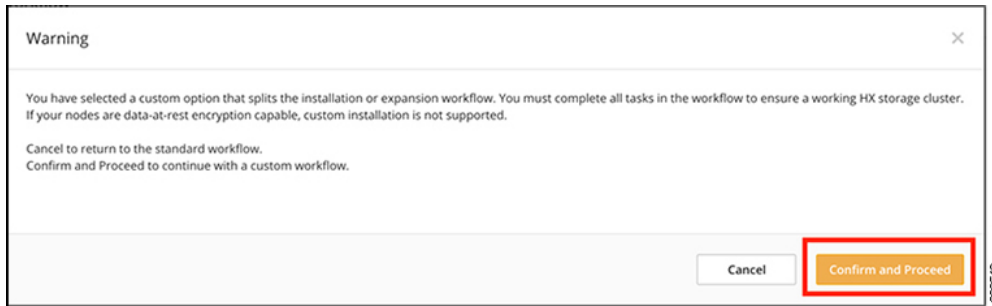 Warning
You have selected a custom option that splits the installation or expansion workflow. You must complete all tasks in the workflow to ensure a working HX storage cluster.
If your nodes are data-at-rest encryption capable, custom installation is not supported.
Cancel to return to the standard workflow.
Confirm and Proceed to continue with a custom workflow.
Cancel
Confirm and Proceed